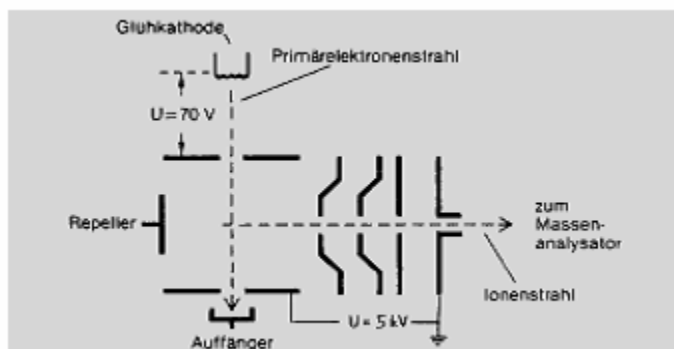 Glühkathode
Primärelektronenstrahl
U = 70 V
Repeller
zum
Massen-
analysator
Ionenstrahl
U = 5 kV
Auffänger